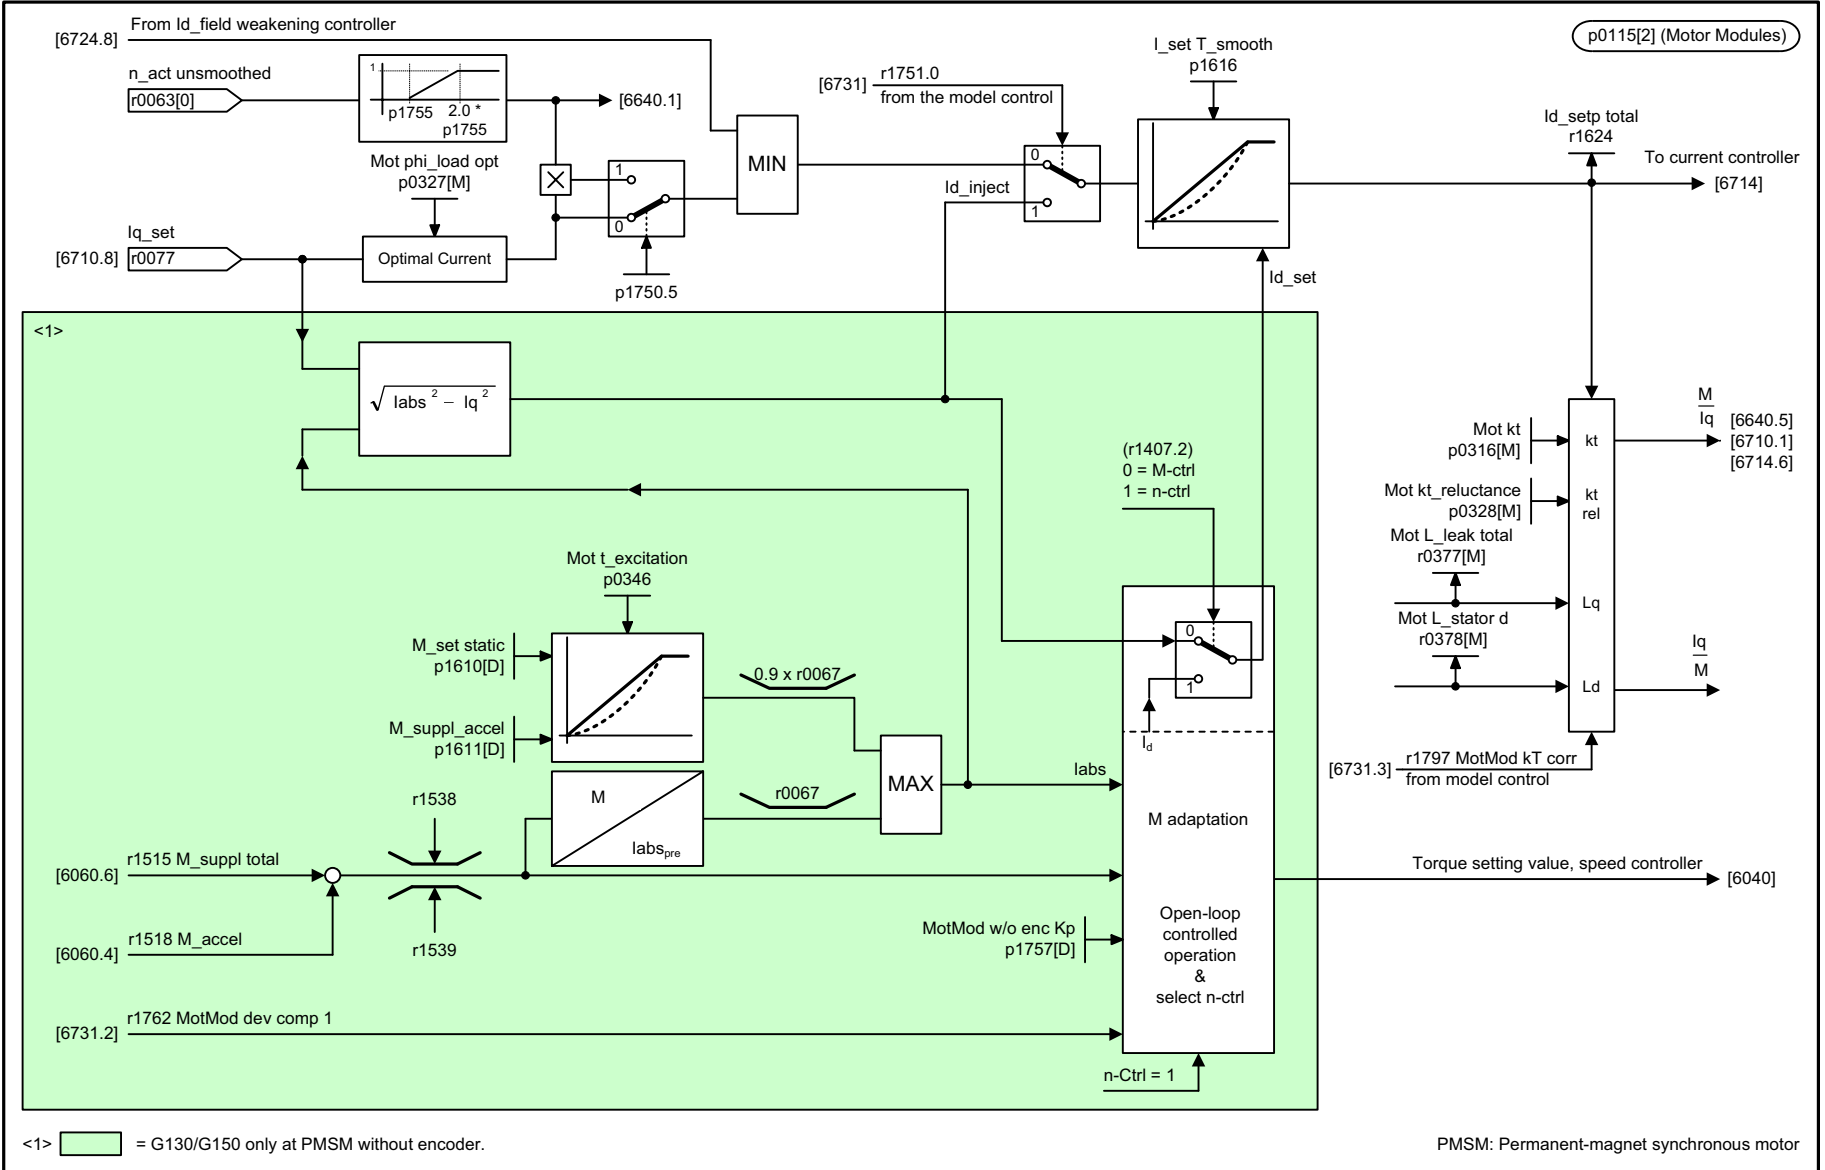 From Id_field weakening controller
[6724.8]
p0115[2] (Motor Modules)
n_act unsmoothed
r0063[0]
1
p1755
2.0 *
p1755
[6640.1]
[6731]
r1751.0
from the model control
I_set T_smooth
p1616
Id_setp total
r1624
To current controller
[6714]
Mot phi_load opt
p0327[M]
1
0
MIN
0
1
Id_inject
Iq_set
[6710.8]
r0077
Optimal Current
p1750.5
Id_set
<1>
√ Iabs ² – Iq ²
(r1407.2)
0 = M-ctrl
1 = n-ctrl
Mot kt
p0316[M]
kt
M
Iq
[6640.5]
[6710.1]
[6714.6]
Mot kt_reluctance
p0328[M]
kt
rel
Mot L_leak total
r0377[M]
Lq
Mot L_stator d
r0378[M]
Ld
Iq
M
[6731.3]
r1797 MotMod kT corr
from model control
Mot t_excitation
p0346
M_set static
p1610[D]
M_suppl_accel
p1611[D]
0.9 x r0067
0
1
Id
M
Iabspre
r0067
MAX
Iabs
M adaptation
r1538
[6060.6]
r1515 M_suppl total
r1539
[6060.4]
r1518 M_accel
MotMod w/o enc Kp
p1757[D]
Open-loop
controlled
operation
&
select n-ctrl
Torque setting value, speed controller
[6040]
[6731.2]
r1762 MotMod dev comp 1
n-Ctrl = 1
<1> = G130/G150 only at PMSM without encoder.
PMSM: Permanent-magnet synchronous motor